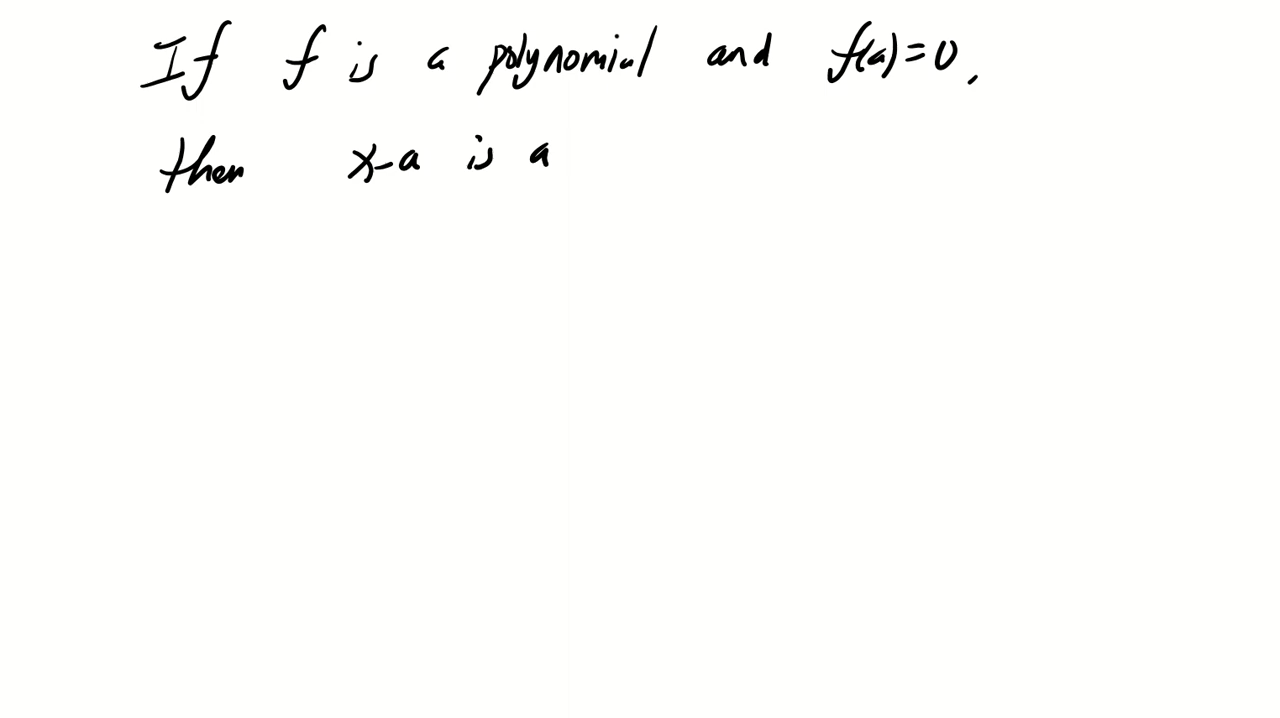 If f is a polynomial and f(a)=0,
then x-a is a